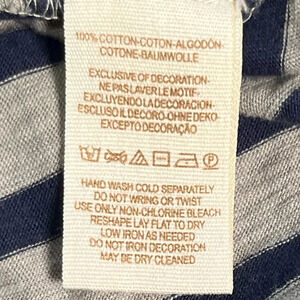 100% COTTON-COTON-ALGODÓN-
COTONE-BAUMWOLLE
EXCLUSIVE OF DECORATION-
NE PAS LAVER LE MOTIF-
EXCLUYENDO LA DECORACION-
ESCLUSO IL DECORO-OHNE DEKO-
EXCEPTO DECORAÇÃO
P
HAND WASH COLD SEPARATELY
DO NOT WRING OR TWIST
USE ONLY NON-CHLORINE BLEACH
RESHAPE LAY FLAT TO DRY
LOW IRON AS NEEDED
DO NOT IRON DECORATION
MAY BE DRY CLEANED